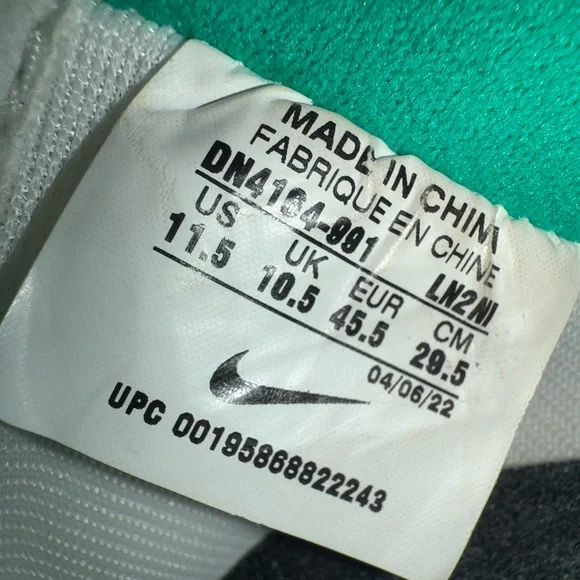 MADE IN CHINA
FABRIQUE EN CHINE
DN4164-991 LN2NI
US UK EUR CM
11.5 10.5 45.5 29.5
04/06/22
UPC 00195868822243